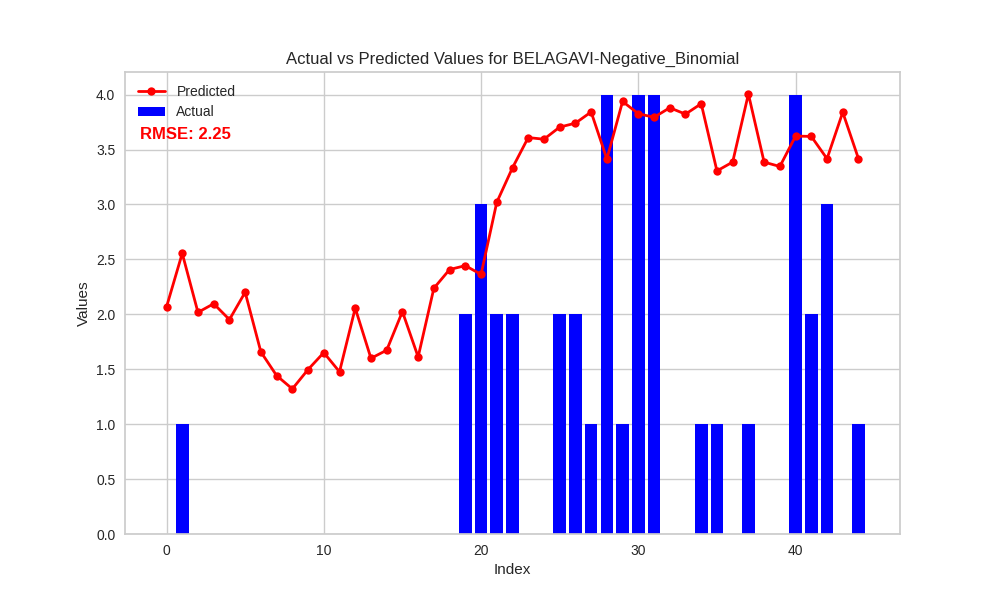 Actual vs Predicted Values for BELAGAVI-Negative_Binomial
Predicted
Actual
RMSE: 2.25
Values
4.0
3.5
3.0
2.5
2.0
1.5
1.0
0.5
0.0
0 10 20 30 40
Index